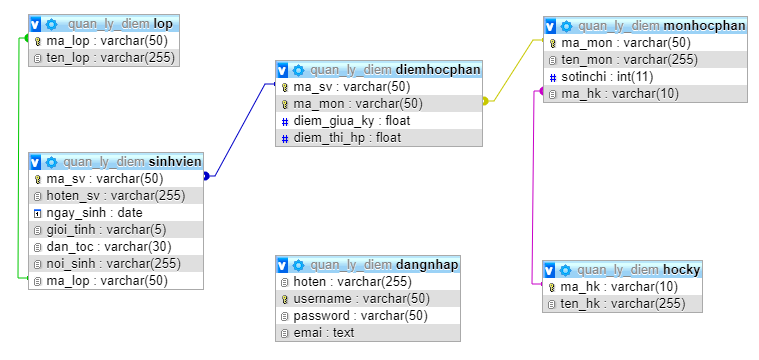 quan_ly_diem lop
ma_lop : varchar(50)
ten_lop : varchar(255)
quan_ly_diem sinhvien
ma_sv : varchar(50)
hoten_sv : varchar(255)
ngay_sinh : date
gioi_tinh : varchar(5)
dan_toc : varchar(30)
noi_sinh : varchar(255)
ma_lop : varchar(50)
quan_ly_diem diemhocphan
ma_sv : varchar(50)
ma_mon : varchar(50)
# diem_giua_ky : float
# diem_thi_hp : float
quan_ly_diem dangnhap
hoten : varchar(255)
username : varchar(50)
password : varchar(50)
emai : text
quan_ly_diem monhocphan
ma_mon : varchar(50)
ten_mon : varchar(255)
# sotinchi : int(11)
ma_hk : varchar(10)
quan_ly_diem hocky
ma_hk : varchar(10)
ten_hk : varchar(255)